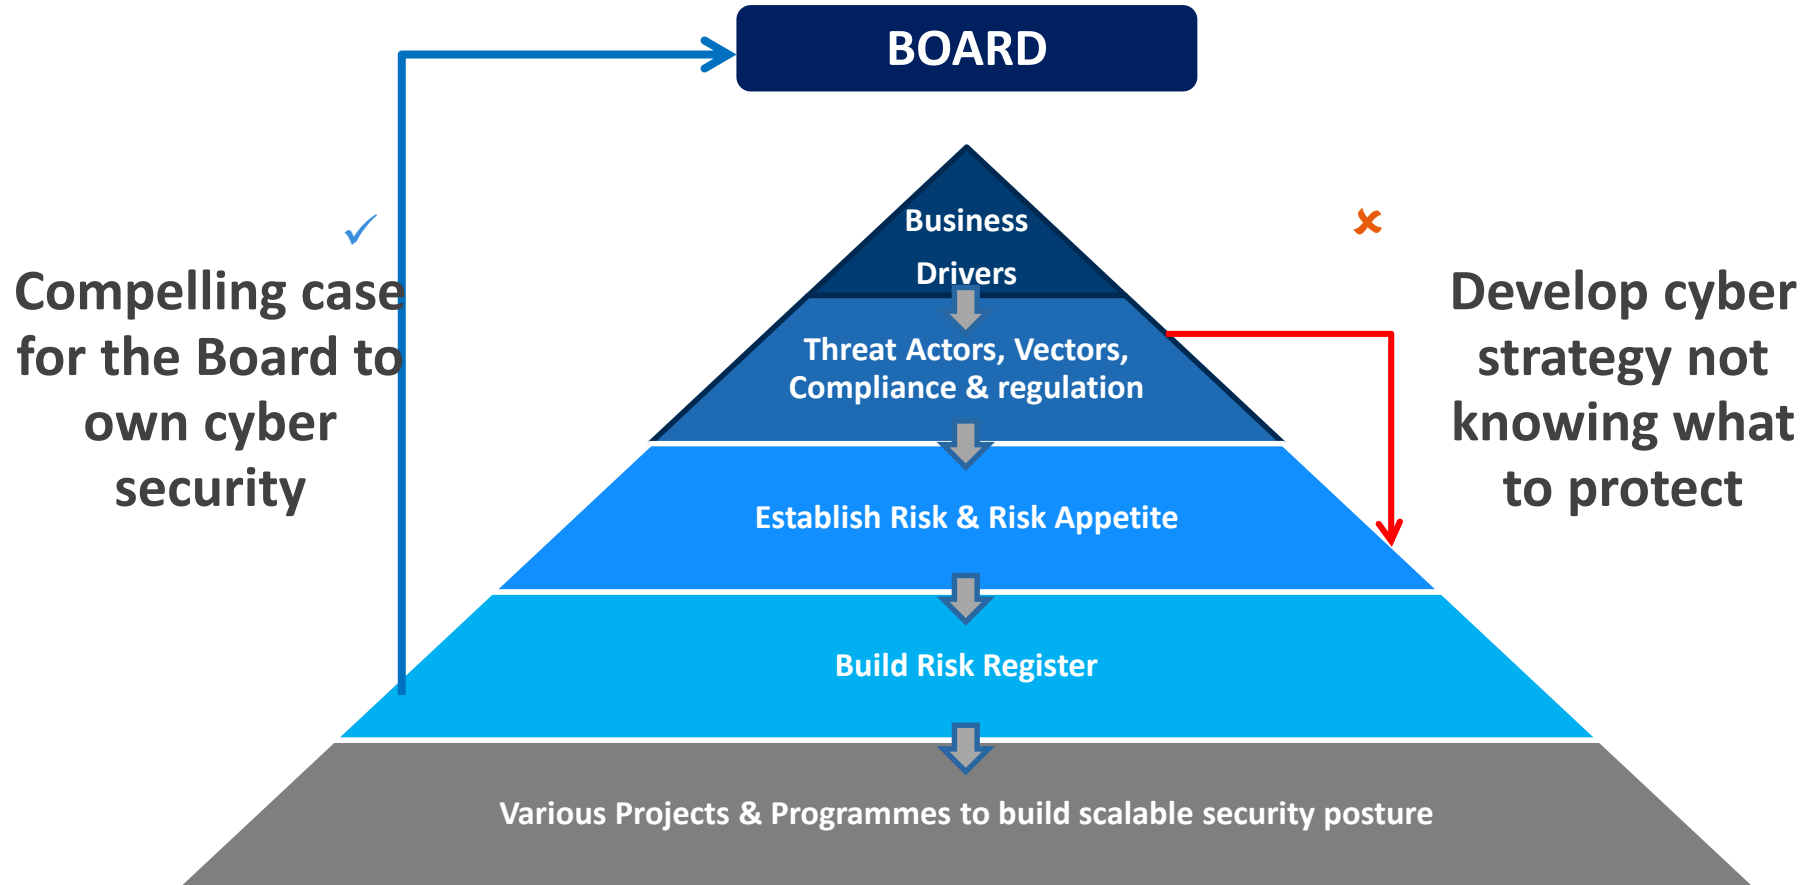 BOARD
✓
Compelling case
for the Board to
own cyber
security
Business
Drivers
Threat Actors, Vectors,
Compliance & regulation
Establish Risk & Risk Appetite
Build Risk Register
Various Projects & Programmes to build scalable security posture
✘
Develop cyber
strategy not
knowing what
to protect